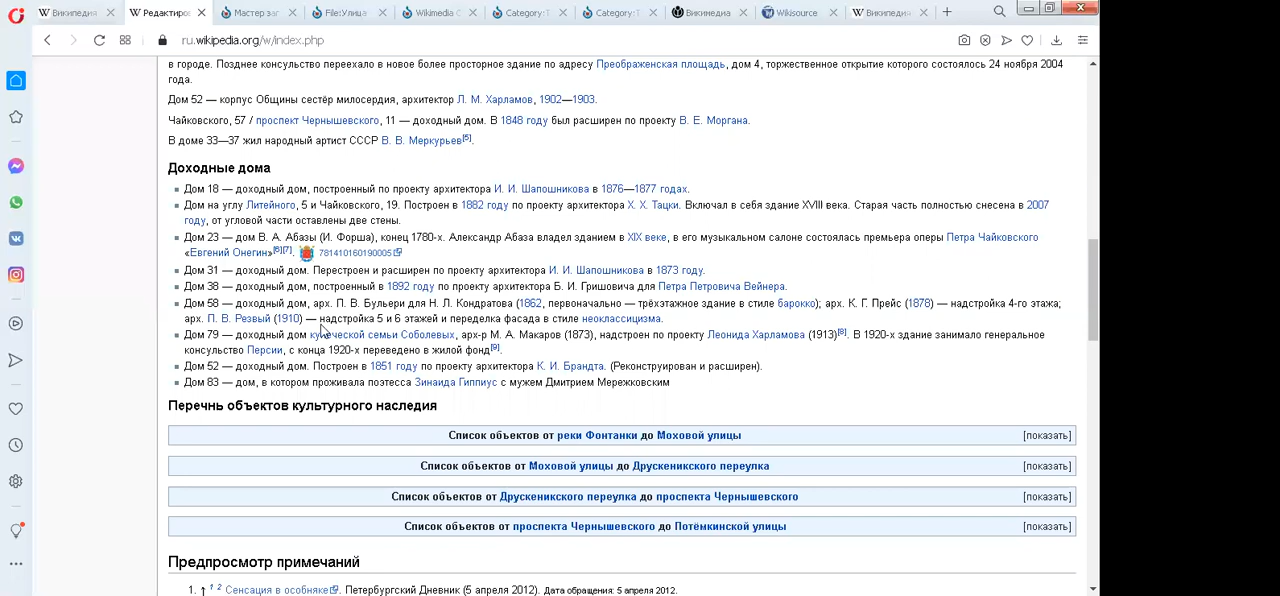 Википедия
Редактиро
Мастер заг
File:Улица
Wikimedia C
Category:Т
Category:Т
Викимедиа
Wikisource
Википедия
ru.wikipedia.org/w/index.php
в городе. Позднее консульство переехало в новое более просторное здание по адресу Преображенская площадь, дом 4, торжественное открытие которого состоялось 24 ноября 2004
года.
Дом 52 — корпус Общины сестёр милосердия, архитектор Л. М. Харламов, 1902—1903.
Чайковского, 57 / проспект Чернышевского, 11 — доходный дом. В 1848 году был расширен по проекту В. Е. Моргана.
В доме 33—37 жил народный артист СССР В. В. Меркурьев[5].
Доходные дома
Дом 18 — доходный дом, построенный по проекту архитектора И. И. Шапошникова в 1876—1877 годах.
Дом на углу Литейного, 5 и Чайковского, 19. Построен в 1882 году по проекту архитектора Х. Х. Тацки. Включал в себя здание XVIII века. Старая часть полностью снесена в 2007
году, от угловой части оставлены две стены.
Дом 23 — дом В. А. Абазы (И. Форша), конец 1780-х. Александр Абаза владел зданием в XIX веке, в его музыкальном салоне состоялась премьера оперы Петра Чайковского
«Евгений Онегин»[6][7]. 781410160190005
Дом 31 — доходный дом. Перестроен и расширен по проекту архитектора И. И. Шапошникова в 1873 году.
Дом 38 — доходный дом, построенный в 1892 году по проекту архитектора Б. И. Гришовича для Петра Петровича Вейнера.
Дом 58 — доходный дом, арх. П. В. Бульери для Н. Л. Кондратова (1862, первоначально — трёхэтажное здание в стиле барокко); арх. К. Г. Прейс (1878) — надстройка 4-го этажа;
арх. П. В. Резвый (1910) — надстройка 5 и 6 этажей и переделка фасада в стиле неоклассицизма.
Дом 79 — доходный дом купеческой семьи Соболевых, арх-р М. А. Макаров (1873), надстроен по проекту Леонида Харламова (1913)[8]. В 1920-х здание занимало генеральное
консульство Персии, с конца 1920-х переведено в жилой фонд[9].
Дом 52 — доходный дом. Построен в 1851 году по проекту архитектора К. И. Брандта. (Реконструирован и расширен).
Дом 83 — дом, в котором проживала поэтесса Зинаида Гиппиус с мужем Дмитрием Мережковским
Перечнь объектов культурного наследия
Список объектов от реки Фонтанки до Моховой улицы [показать]
Список объектов от Моховой улицы до Друскеникского переулка [показать]
Список объектов от Друскеникского переулка до проспекта Чернышевского [показать]
Список объектов от проспекта Чернышевского до Потёмкинской улицы [показать]
Предпросмотр примечаний
1. ↑ 1 2 Сенсация в особняке. Петербургский Дневник (5 апреля 2012). Дата обращения: 5 апреля 2012.